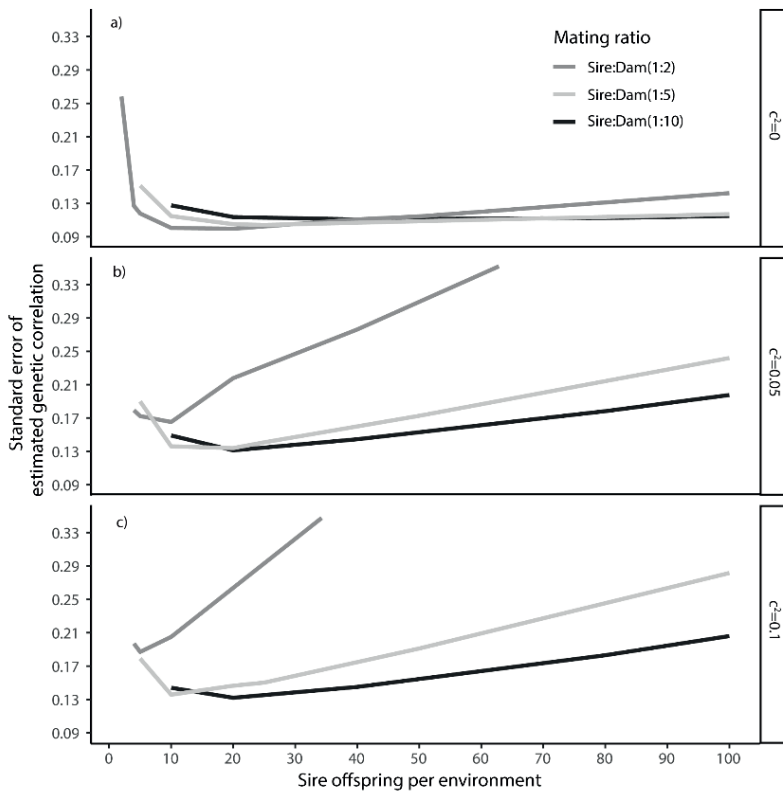 a)
0.33
0.29
0.25
0.21
0.17
0.13
0.09
Mating ratio
Sire:Dam(1:2)
Sire:Dam(1:5)
Sire:Dam(1:10)
c²=0
b)
0.33
0.29
0.25
0.21
0.17
0.13
0.09
Standard error of
estimated genetic correlation
c²=0.05
c)
0.33
0.29
0.25
0.21
0.17
0.13
0.09
c²=0.1
0 10 20 30 40 50 60 70 80 90 100
Sire offspring per environment